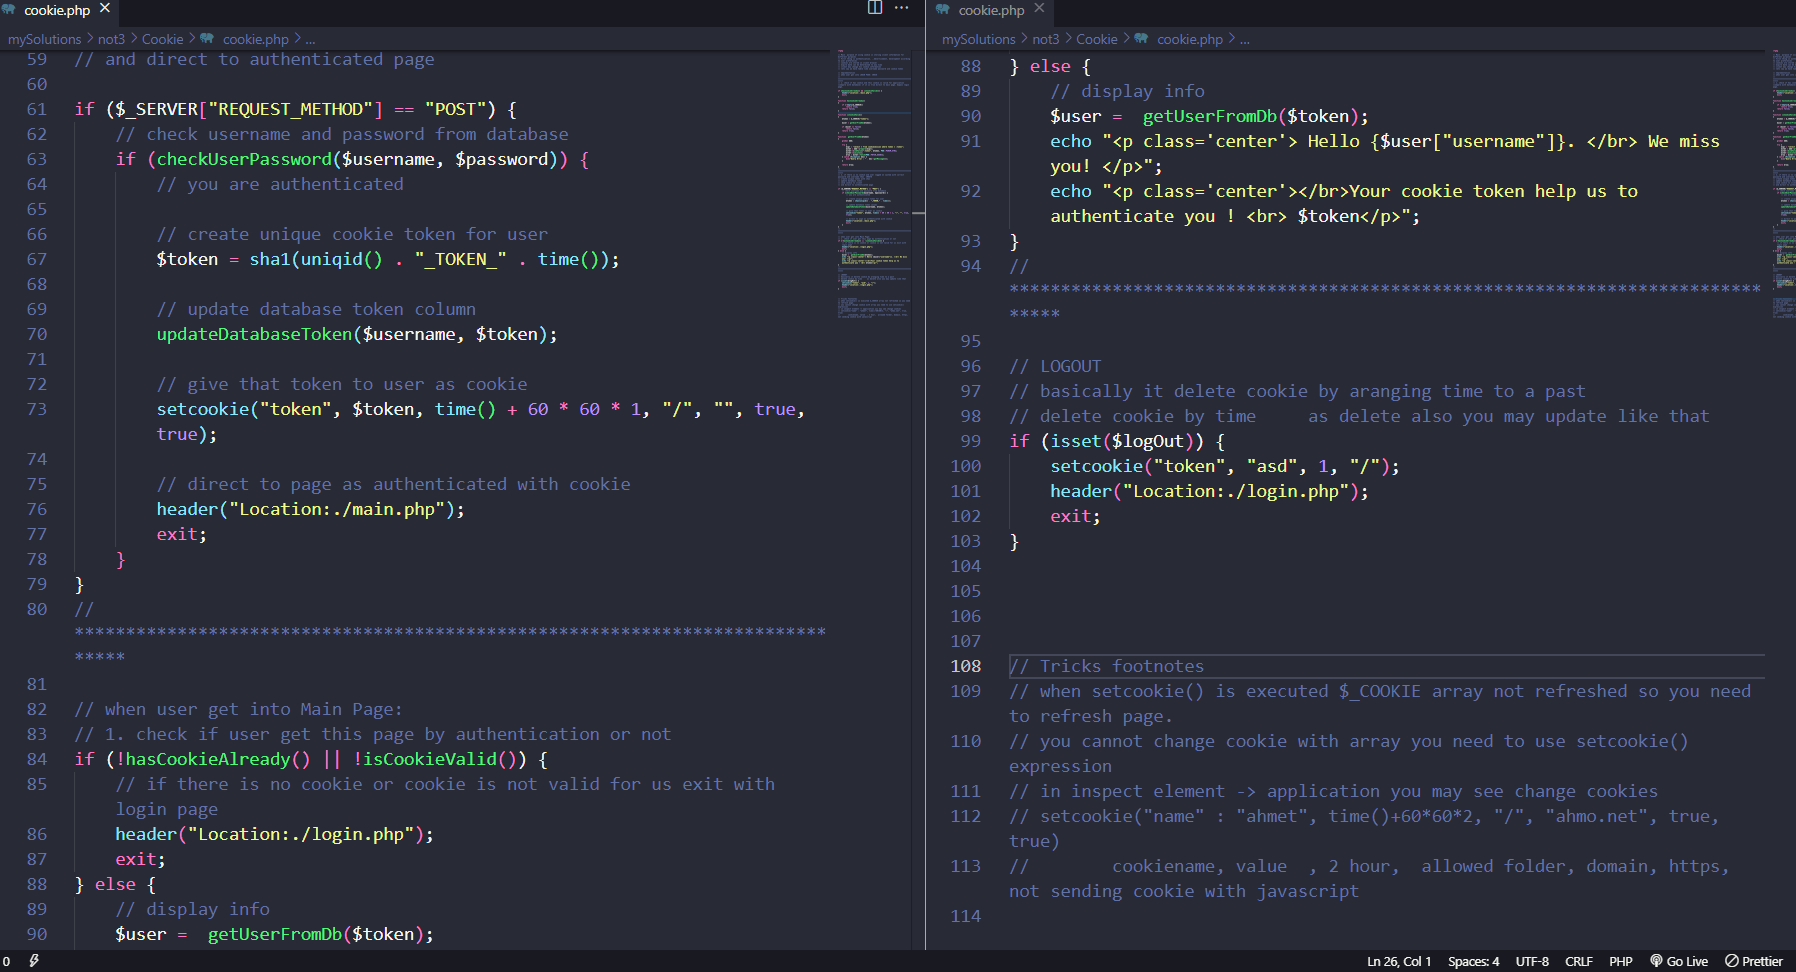 cookie.php
mySolutions > not3 > Cookie > cookie.php > ...
59 // and direct to authenticated page
60
61 if ($_SERVER["REQUEST_METHOD"] == "POST") {
62 // check username and password from database
63 if (checkUserPassword($username, $password)) {
64 // you are authenticated
65
66 // create unique cookie token for user
67 $token = sha1(uniqid() . "_TOKEN_" . time());
68
69 // update database token column
70 updateDatabaseToken($username, $token);
71
72 // give that token to user as cookie
73 setcookie("token", $token, time() + 60 * 60 * 1, "/", "", true,
true);
74
75 // direct to page as authenticated with cookie
76 header("Location:./main.php");
77 exit;
78 }
79 }
80 //
*************************************************************************
*****
81
82 // when user get into Main Page:
83 // 1. check if user get this page by authentication or not
84 if (!hasCookieAlready() || !isCookieValid()) {
85 // if there is no cookie or cookie is not valid for us exit with
login page
86 header("Location:./login.php");
87 exit;
88 } else {
89 // display info
90 $user = getUserFromDb($token);
cookie.php
mySolutions > not3 > Cookie > cookie.php > ...
88 } else {
89 // display info
90 $user = getUserFromDb($token);
91 echo "<p class='center'> Hello {$user["username"]}. </br> We miss
you! </p>";
92 echo "<p class='center'></br>Your cookie token help us to
authenticate you ! <br> $token</p>";
93 }
94 //
*************************************************************************
*****
95
96 // LOGOUT
97 // basically it delete cookie by aranging time to a past
98 // delete cookie by time as delete also you may update like that
99 if (isset($logOut)) {
100 setcookie("token", "asd", 1, "/");
101 header("Location:./login.php");
102 exit;
103 }
104
105
106
107
108 // Tricks footnotes
109 // when setcookie() is executed $_COOKIE array not refreshed so you need
to refresh page.
110 // you cannot change cookie with array you need to use setcookie()
expression
111 // in inspect element -> application you may see change cookies
112 // setcookie("name" : "ahmet", time()+60*60*2, "/", "ahmo.net", true,
true)
113 // cookiename, value , 2 hour, allowed folder, domain, https,
not sending cookie with javascript
114
0 Ln 26, Col 1 Spaces: 4 UTF-8 CRLF PHP Go Live Prettier